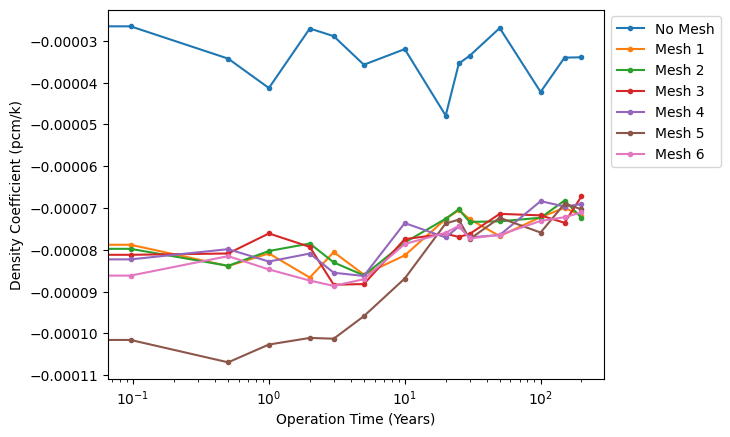 −0.00003
−0.00004
−0.00005
−0.00006
−0.00007
−0.00008
−0.00009
−0.00010
−0.00011
Density Coefficient (pcm/k)
10⁻¹
10⁰
10¹
10²
Operation Time (Years)
No Mesh
Mesh 1
Mesh 2
Mesh 3
Mesh 4
Mesh 5
Mesh 6